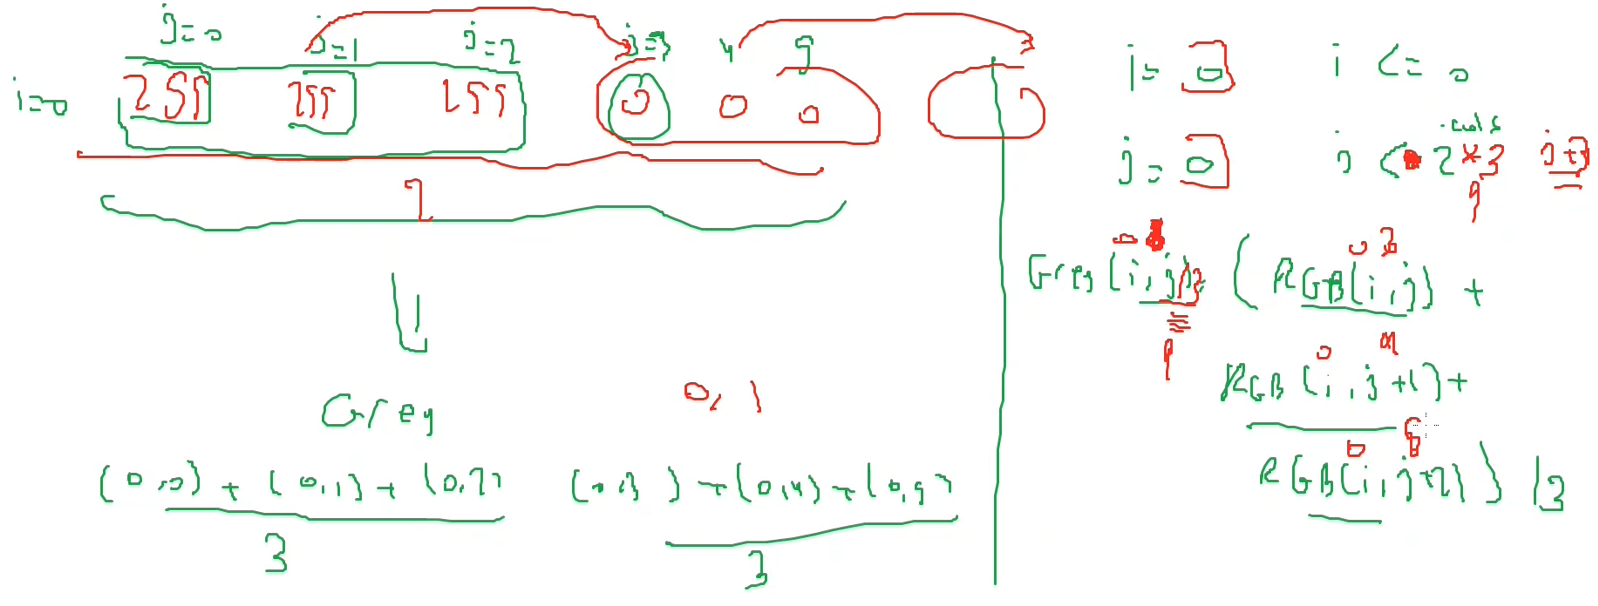 j=0 j=1 j=2 j=3 4 5
i=0 255 255 255 0 0 0
2
Grey
0,1
(0,0) + (0,1) + (0,2)
3
(0,3) + (0,4) + (0,5)
3
i=0 i <= 0
cols
j=0 j < 2*3 j+3
Grey(i,j/3)= (RGB(i,j) +
RGB(i,j+1)+
RGB(i,j+2)) /3